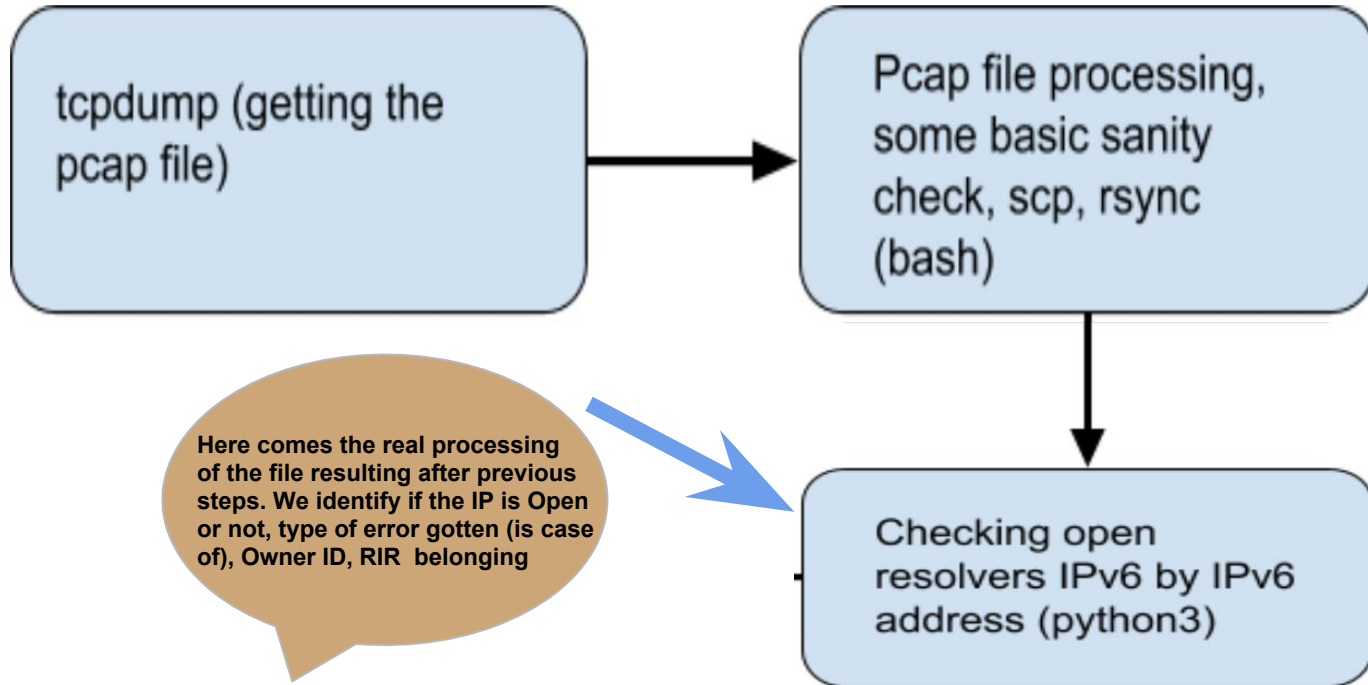 tcpdump (getting the
pcap file)
Pcap file processing,
some basic sanity
check, scp, rsync
(bash)
Here comes the real processing
of the file resulting after previous
steps. We identify if the IP is Open
or not, type of error gotten (is case
of), Owner ID, RIR belonging
Checking open
resolvers IPv6 by IPv6
address (python3)